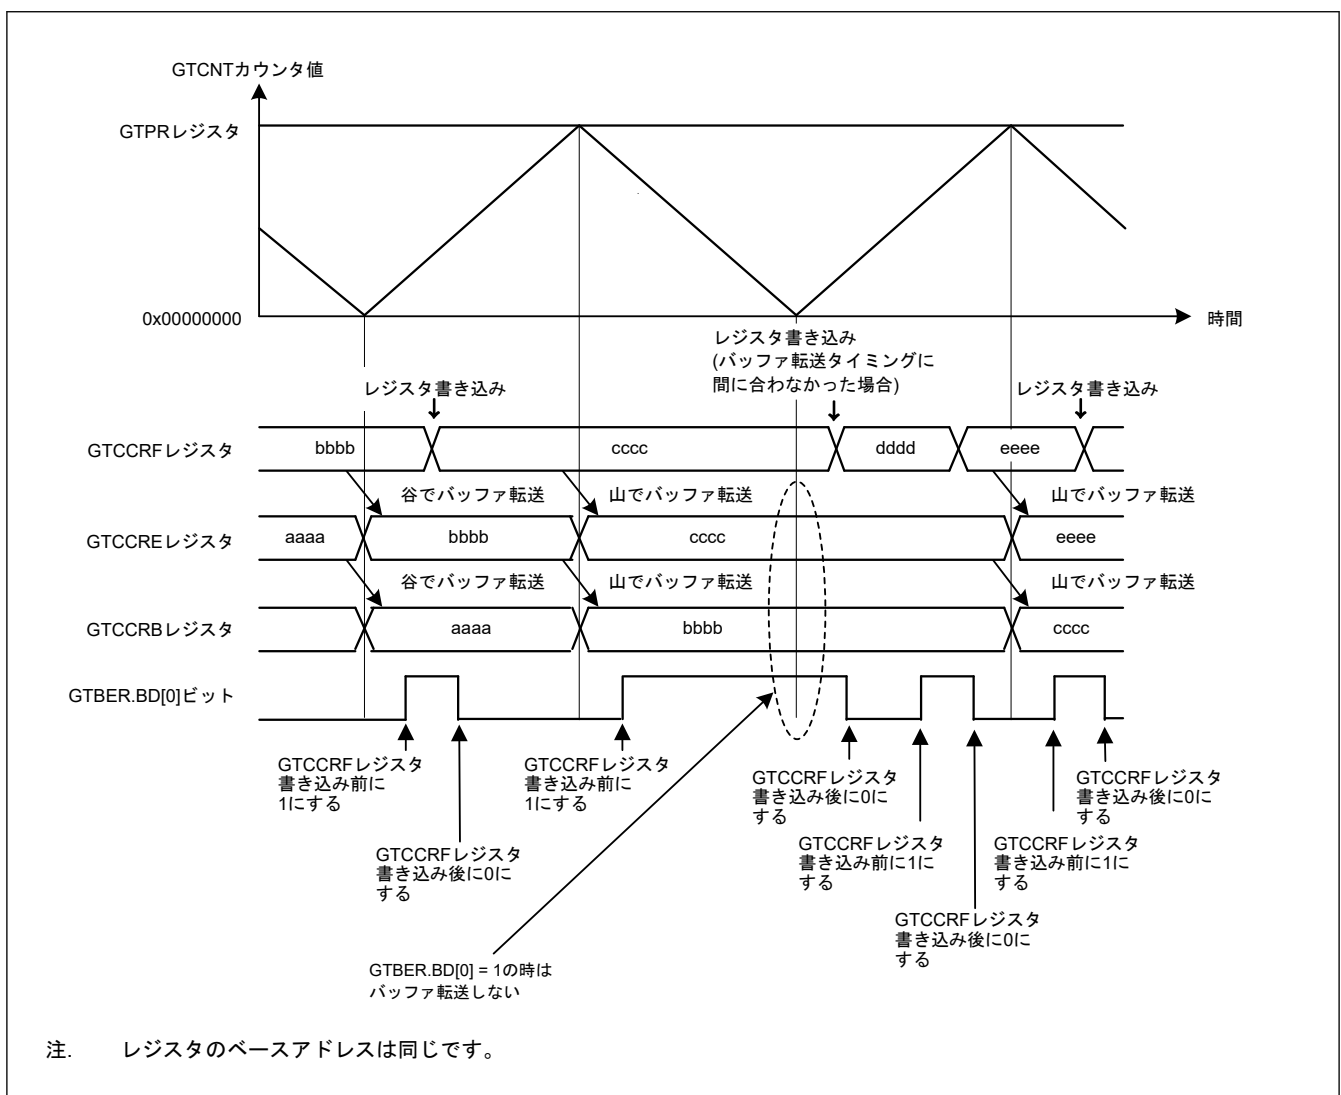 GTCNTカウンタ値
GTPRレジスタ
0x00000000
時間
レジスタ書き込み
(バッファ転送タイミングに
間に合わなかった場合)
レジスタ書き込み
レジスタ書き込み
GTCCRFレジスタ
bbbb
cccc
dddd
eeee
谷でバッファ転送
山でバッファ転送
山でバッファ転送
GTCCREレジスタ
aaaa
bbbb
cccc
eeee
谷でバッファ転送
山でバッファ転送
山でバッファ転送
GTCCRBレジスタ
aaaa
bbbb
cccc
GTBER.BD[0]ビット
GTCCRFレジスタ
書き込み前に
1にする
GTCCRFレジスタ
書き込み後に0に
する
GTCCRFレジスタ
書き込み前に
1にする
GTCCRFレジスタ
書き込み後に0に
する
GTCCRFレジスタ
書き込み前に1に
する
GTCCRFレジスタ
書き込み後に0に
する
GTCCRFレジスタ
書き込み前に1に
する
GTCCRFレジスタ
書き込み後に0に
する
GTBER.BD[0] = 1の時は
バッファ転送しない
注. レジスタのベースアドレスは同じです。